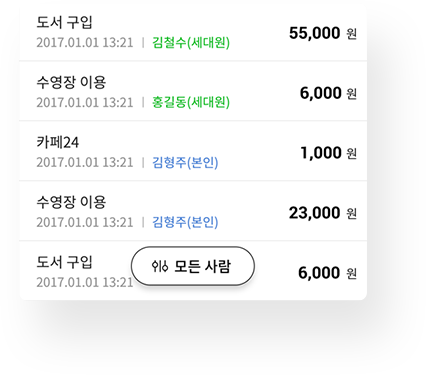 도서 구입
55,000 원
2017.01.01 13:21 | 김철수(세대원)
수영장 이용
6,000 원
2017.01.01 13:21 | 홍길동(세대원)
카페24
1,000 원
2017.01.01 13:21 | 김형주(본인)
수영장 이용
23,000 원
2017.01.01 13:21 | 김형주(본인)
도서 구입
6,000 원
2017.01.01 13:21
모든 사람